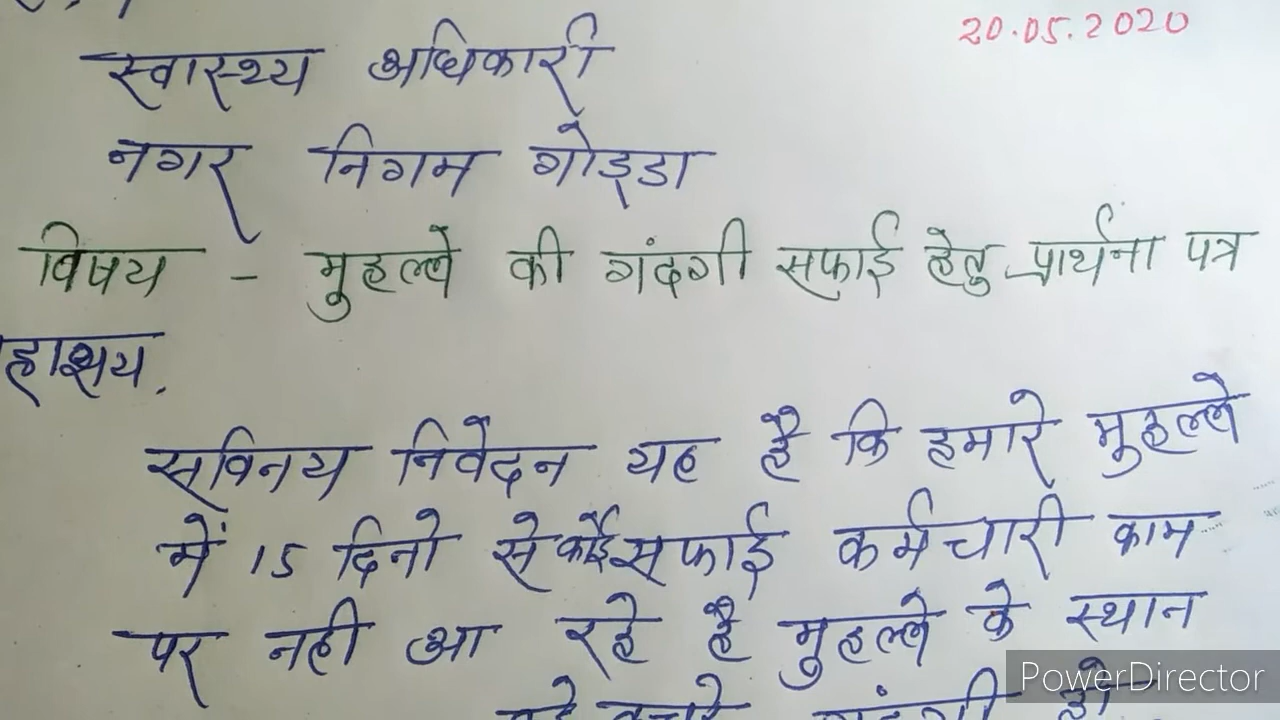 20.05.2020
स्वास्थ्य अधिकारी
नगर निगम गोड्डा
विषय - मुहल्ले की गंदगी सफाई हेतु प्रार्थना पत्र
हाशय,
सविनय निवेदन यह है कि हमारे मुहल्ले
में 15 दिनो से कोई सफाई कर्मचारी काम
पर नही आ रहे है मुहल्ले के स्थान
गंदगी हो
PowerDirector